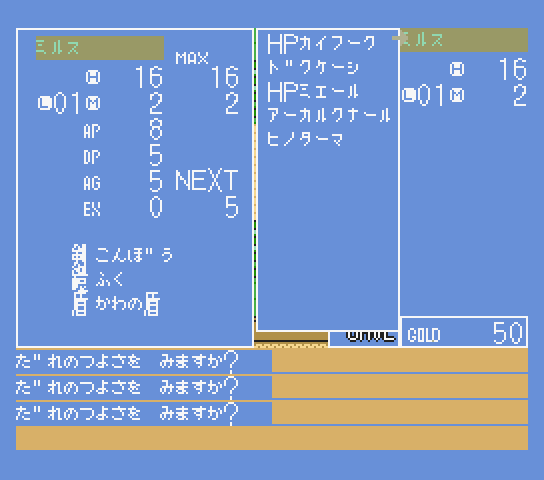 ミルス
MAX
H 16 16
L01 M 2 2
AP 8
DP 5
AG 5 NEXT
EX 0 5
剣 こんぼう
鎧 ふく
盾 かわの盾
HPカイフーク
ドクケーシ
HPミエール
アーカルクナール
ヒノターマ
ミルス
H 16
L01 M 2
GOLD 50
だれのつよさを みますか?
だれのつよさを みますか?
だれのつよさを みますか?